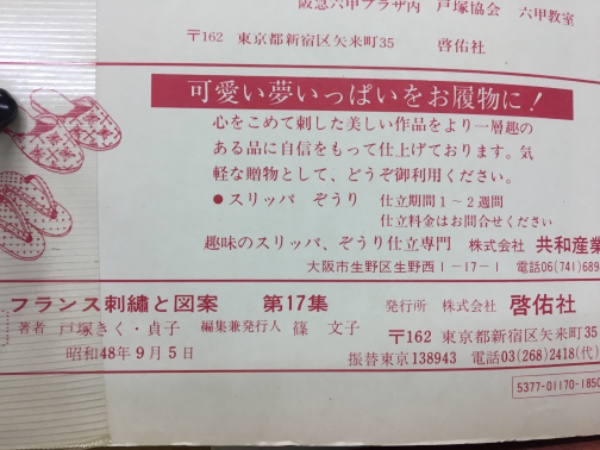 阪急六甲プラザ内 戸塚協会 六甲教室
〒162 東京都新宿区矢来町35 啓佑社
可愛い夢いっぱいをお履物に!
心をこめて刺した美しい作品をより一層趣の
ある品に自信をもって仕上げております。気
軽な贈物として、どうぞ御利用ください。
●スリッパ ぞうり 仕立期間1~2週間
仕立料金はお問合せください
趣味のスリッパ、ぞうり仕立専門 株式会社 共和産業
大阪市生野区生野西1-17-1 電話06(741)689
フランス刺繡と図案 第17集 発行所 株式会社 啓佑社
著者 戸塚きく・貞子 編集兼発行人 篠 文子 〒162 東京都新宿区矢来町35
昭和48年9月5日 振替東京138943 電話03(268)2418(代)
5377-01170-1850